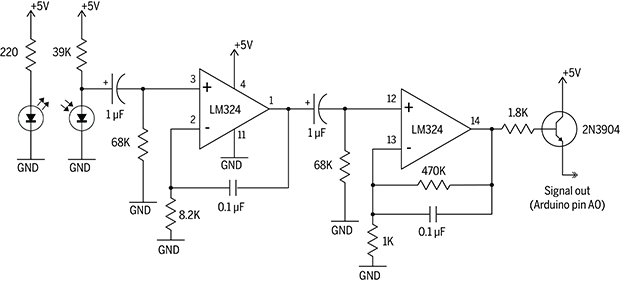 +5V
220
GND
+5V
39K
GND
+
1 µF
68K
GND
3
+
2
-
LM324
+5V
4
11
GND
1
0.1 µF
8.2K
GND
+
1 µF
68K
GND
12
+
13
-
LM324
14
470K
0.1 µF
1K
GND
1.8K
+5V
2N3904
Signal out
(Arduino pin A0)